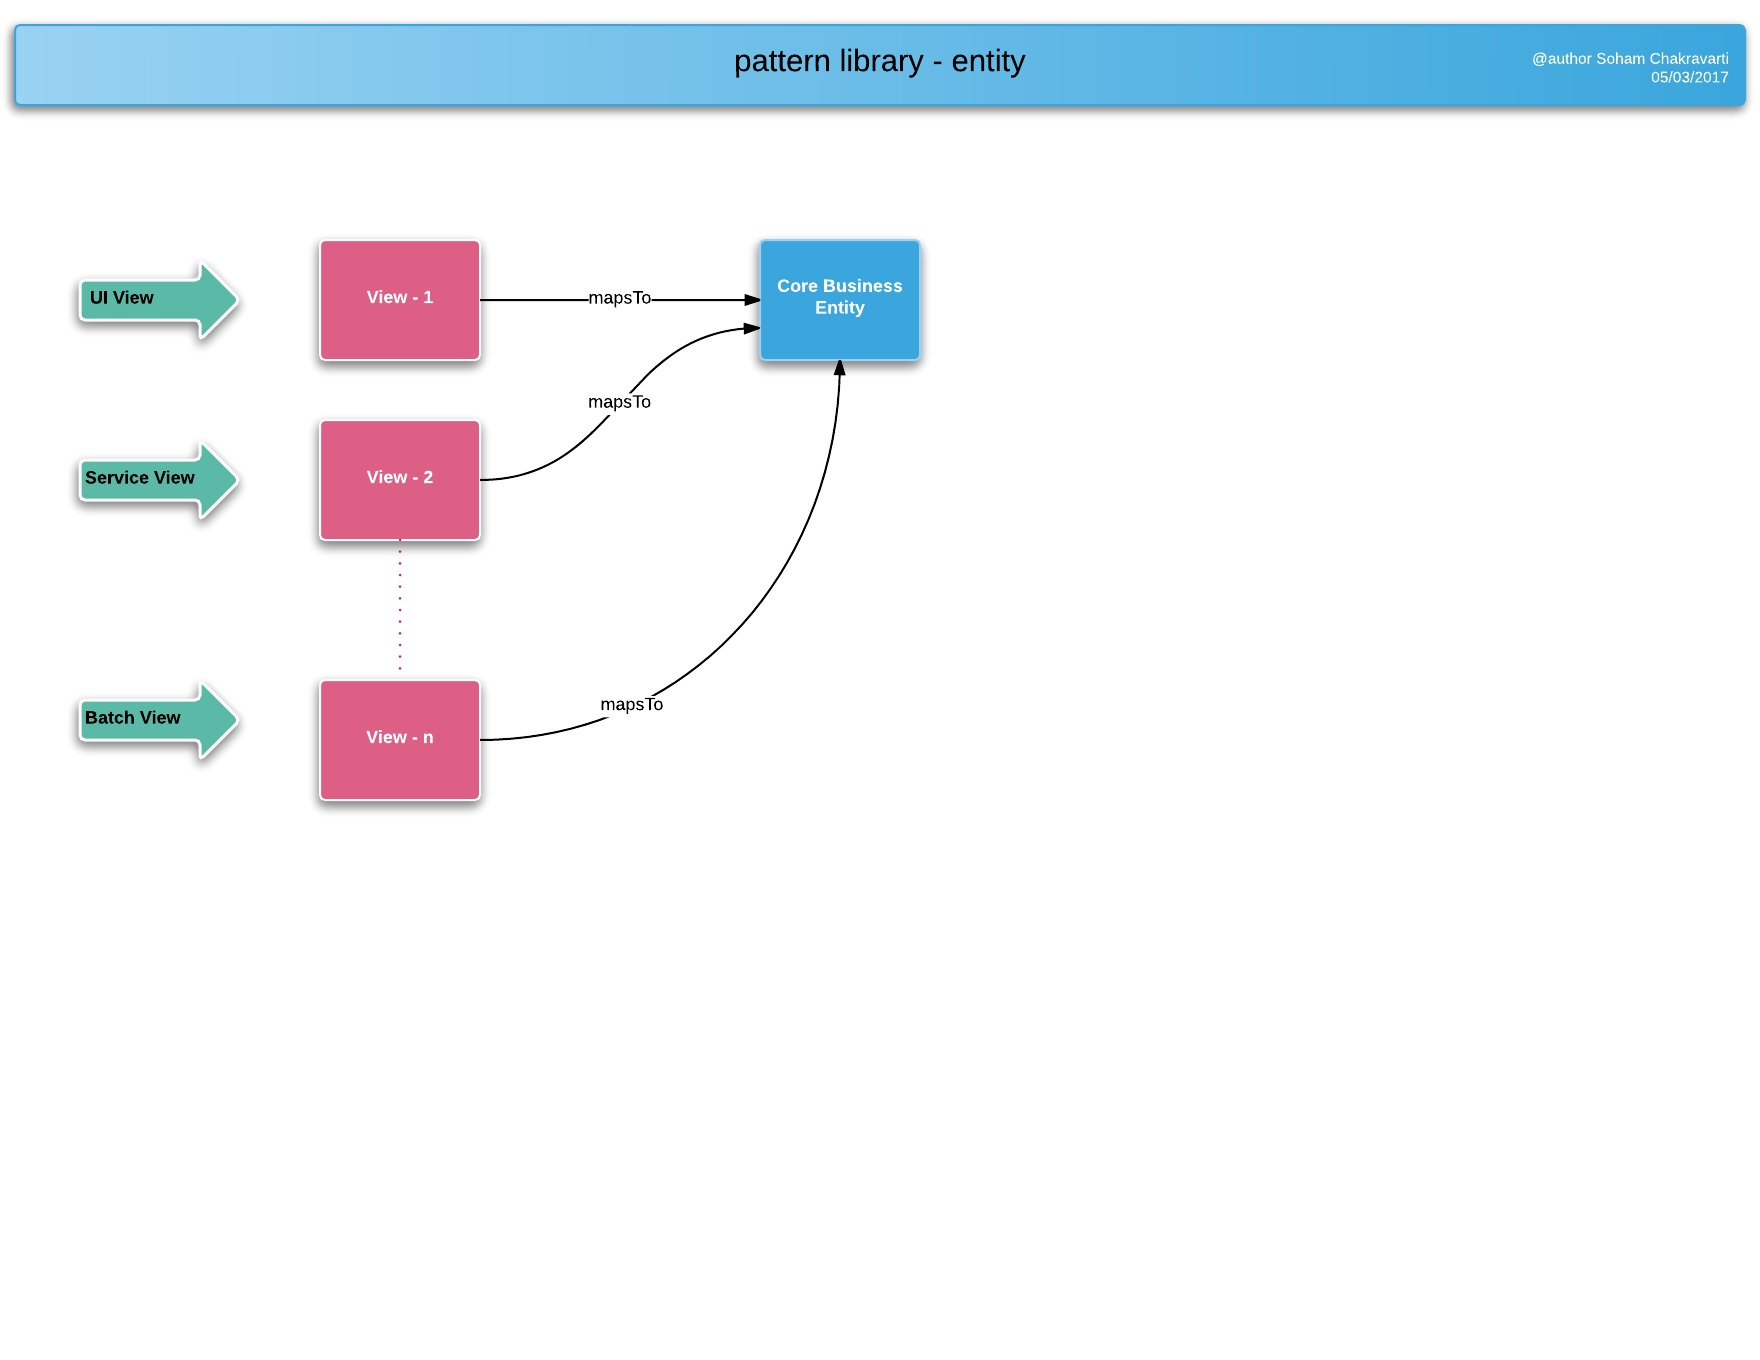 pattern library - entity
@author Soham Chakravarti
05/03/2017
UI View
View - 1
mapsTo
Core Business
Entity
mapsTo
Service View
View - 2
mapsTo
Batch View
View - n